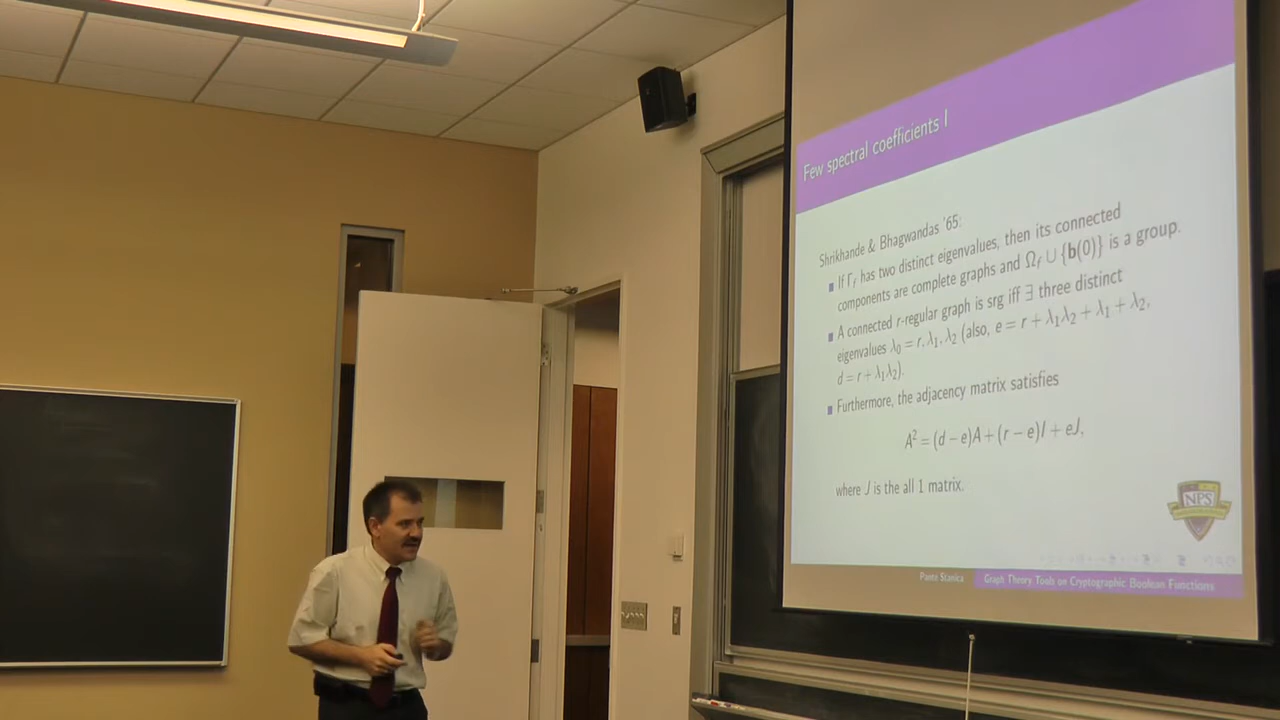 Few spectral coefficients I
Shrikhande & Bhagwandas '65:
If Γ_f has two distinct eigenvalues, then its connected
components are complete graphs and Ω_f ∪ {b(0)} is a group.
A connected r-regular graph is srg iff ∃ three distinct
eigenvalues λ₀ = r, λ₁, λ₂ (also, e = r + λ₁λ₂ + λ₁ + λ₂,
d = r + λ₁λ₂).
Furthermore, the adjacency matrix satisfies
A² = (d − e)A + (r − e)I + eJ,
where J is the all 1 matrix.
NPS
Pante Stanica
Graph Theory Tools on Cryptographic Boolean Functions